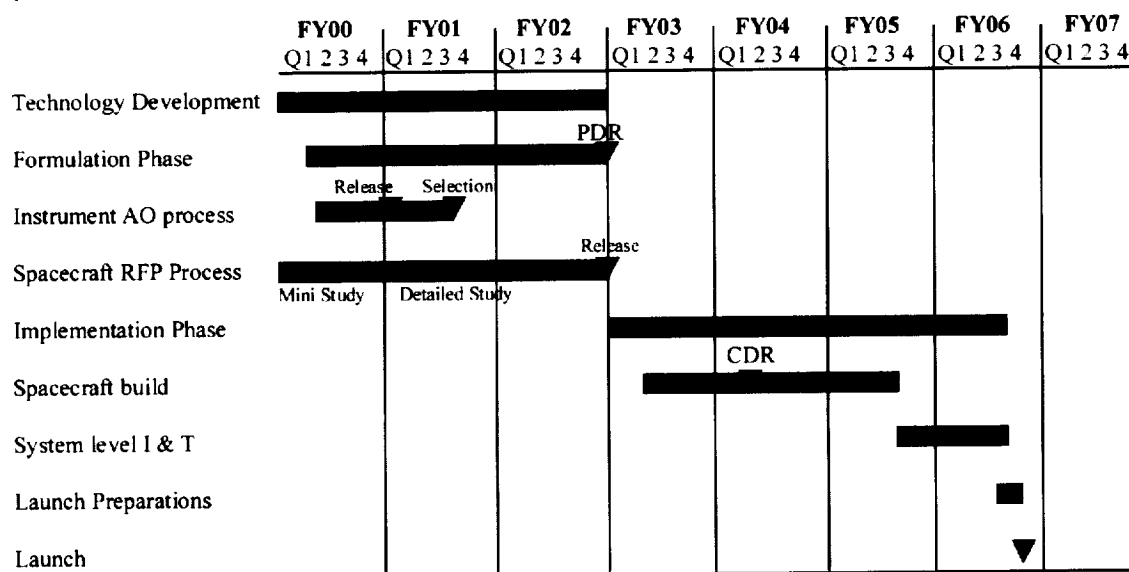 FY00 FY01 FY02 FY03 FY04 FY05 FY06 FY07
Q1 2 3 4 Q1 2 3 4 Q1 2 3 4 Q1 2 3 4 Q1 2 3 4 Q1 2 3 4 Q1 2 3 4 Q1 2 3 4
Technology Development
PDR
Formulation Phase
Release Selection
Instrument AO process
Release
Spacecraft RFP Process
Mini Study Detailed Study
Implementation Phase
CDR
Spacecraft build
System level I & T
Launch Preparations
Launch